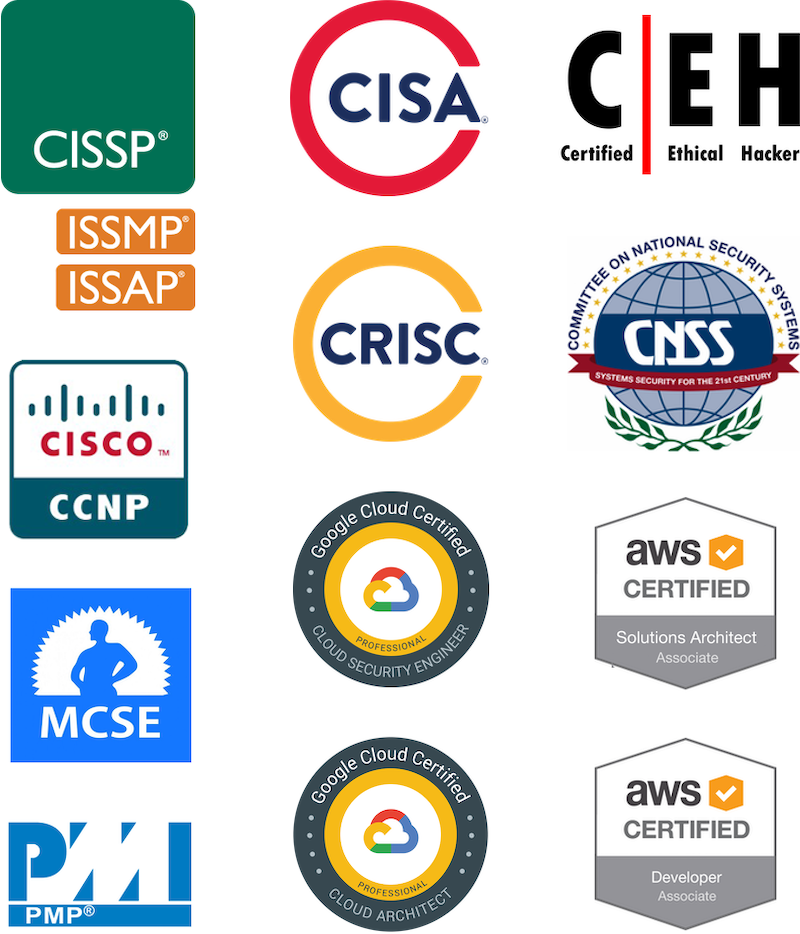 CISSP®
ISSMP®
ISSAP®
CISCO™
CCNP
MCSE
PMI
PMP®
CISA®
CRISC®
Google Cloud Certified
PROFESSIONAL
CLOUD SECURITY ENGINEER
Google Cloud Certified
PROFESSIONAL
CLOUD ARCHITECT
C|EH
Certified Ethical Hacker
COMMITTEE ON NATIONAL SECURITY SYSTEMS
CNSS
SYSTEMS SECURITY FOR THE 21st CENTURY
aws
CERTIFIED
Solutions Architect
Associate
aws
CERTIFIED
Developer
Associate